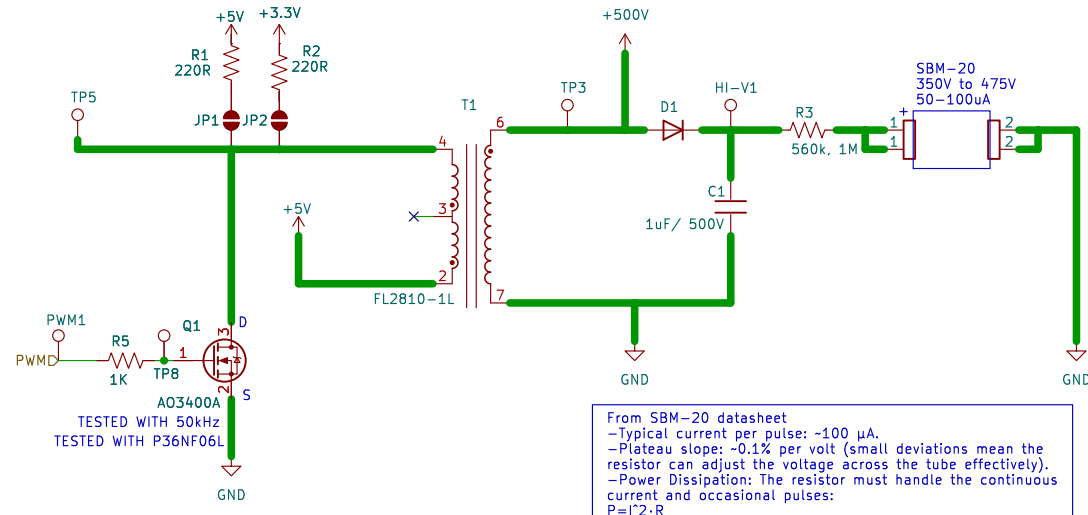 +5V
+3.3V
R1
220R
R2
220R
JP1
JP2
TP5
T1
4
3
2
6
7
FL2810-1L
+5V
+500V
TP3
D1
HI-V1
R3
560k, 1M
C1
1uF/ 500V
SBM-20
350V to 475V
50-100uA
+
1
1
2
2
GND
GND
PWM1
PWM
R5
1K
TP8
1
Q1
3
D
2
S
AO3400A
TESTED WITH 50kHz
TESTED WITH P36NF06L
GND
From SBM-20 datasheet
-Typical current per pulse: ~100 µA.
-Plateau slope: ~0.1% per volt (small deviations mean the
resistor can adjust the voltage across the tube effectively).
-Power Dissipation: The resistor must handle the continuous
current and occasional pulses:
P=I^2·R